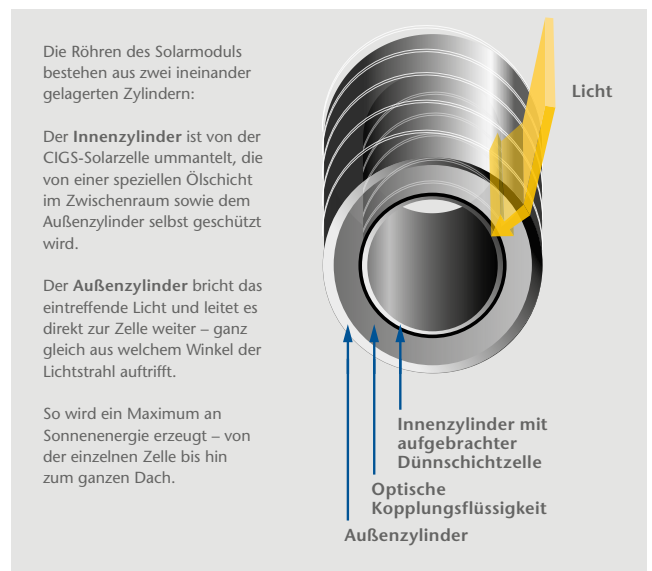 Die Röhren des Solarmoduls
bestehen aus zwei ineinander
gelagerten Zylindern:
Der Innenzylinder ist von der
CIGS-Solarzelle ummantelt, die
von einer speziellen Ölschicht
im Zwischenraum sowie dem
Außenzylinder selbst geschützt
wird.
Der Außenzylinder bricht das
eintreffende Licht und leitet es
direkt zur Zelle weiter – ganz
gleich aus welchem Winkel der
Lichtstrahl auftrifft.
So wird ein Maximum an
Sonnenenergie erzeugt – von
der einzelnen Zelle bis hin
zum ganzen Dach.
Licht
Innenzylinder mit
aufgebrachter
Dünnschichtzelle
Optische
Kopplungsflüssigkeit
Außenzylinder